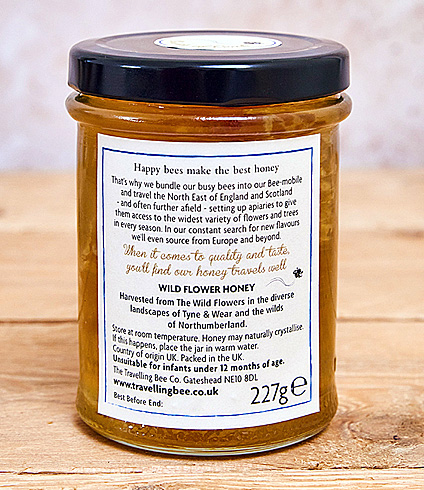 Happy bees make the best honey
That's why we bundle our busy bees into our Bee-mobile
and travel the North East of England and Scotland
- and often further afield - setting up apiaries to give
them access to the widest variety of flowers and trees
in every season. In our constant search for new flavours
we'll even source from Europe and beyond.
When it comes to quality and taste,
you'll find our honey travels well
WILD FLOWER HONEY
Harvested from The Wild Flowers in the diverse
landscapes of Tyne & Wear and the wilds
of Northumberland.
Store at room temperature. Honey may naturally crystallise.
If this happens, place the jar in warm water.
Country of origin UK. Packed in the UK.
Unsuitable for infants under 12 months of age.
The Travelling Bee Co. Gateshead NE10 8DL
www.travellingbee.co.uk
Best Before End:
227g℮